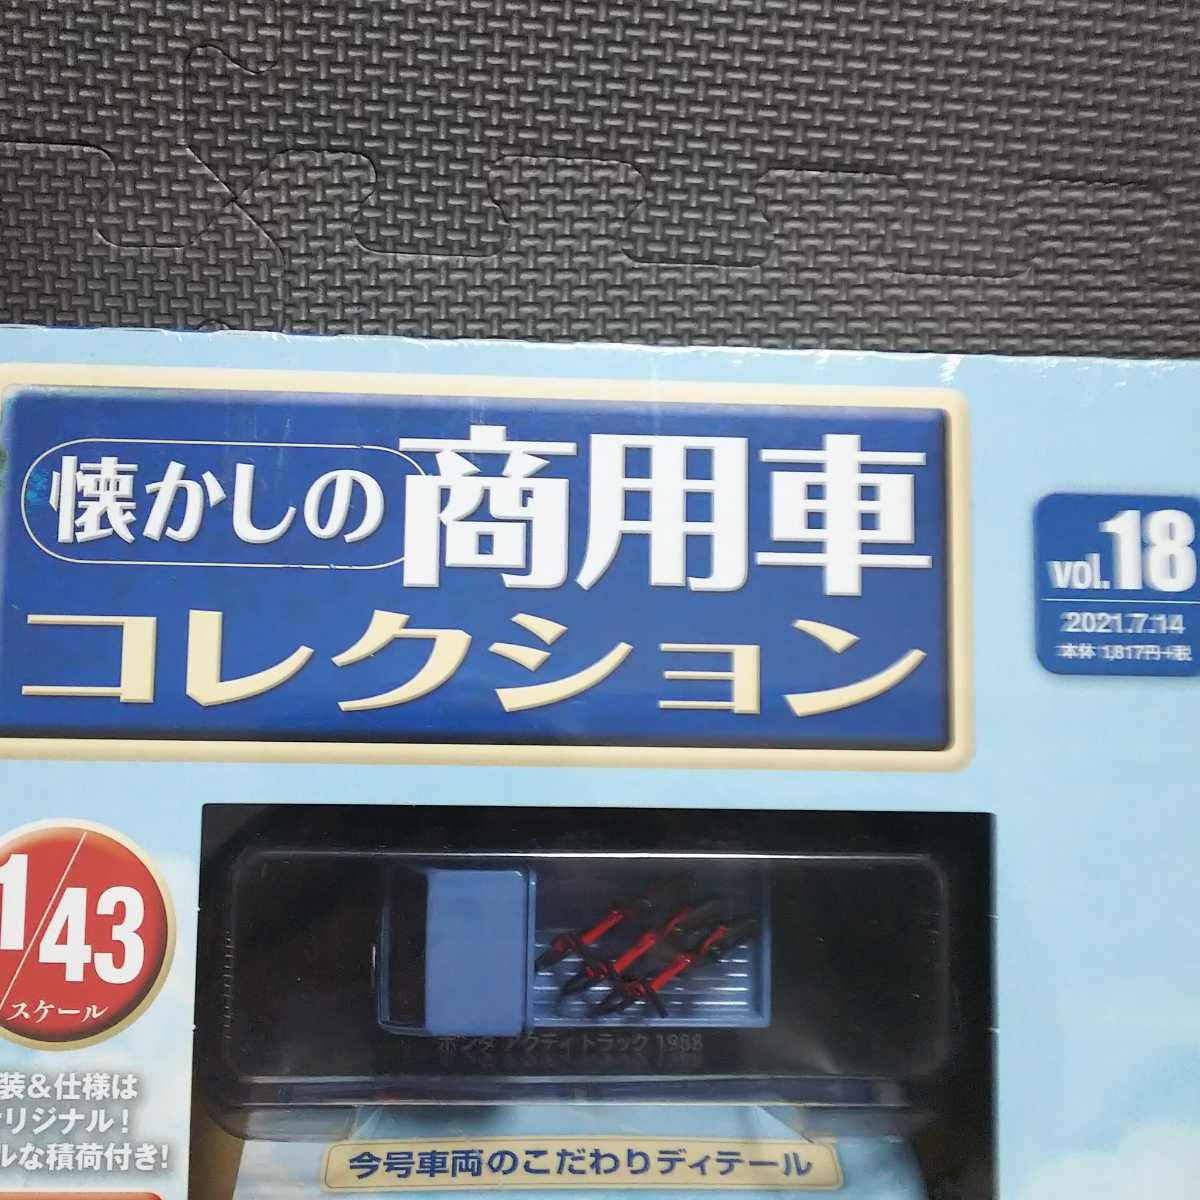 懐かしの商用車
コレクション
vol.18
2021.7.14
本体 1,817円+税
1/43
スケール
ホンダ アクティ トラック 1988
装&仕様は
リジナル!
ルな積荷付き!
今号車両のこだわりディテール